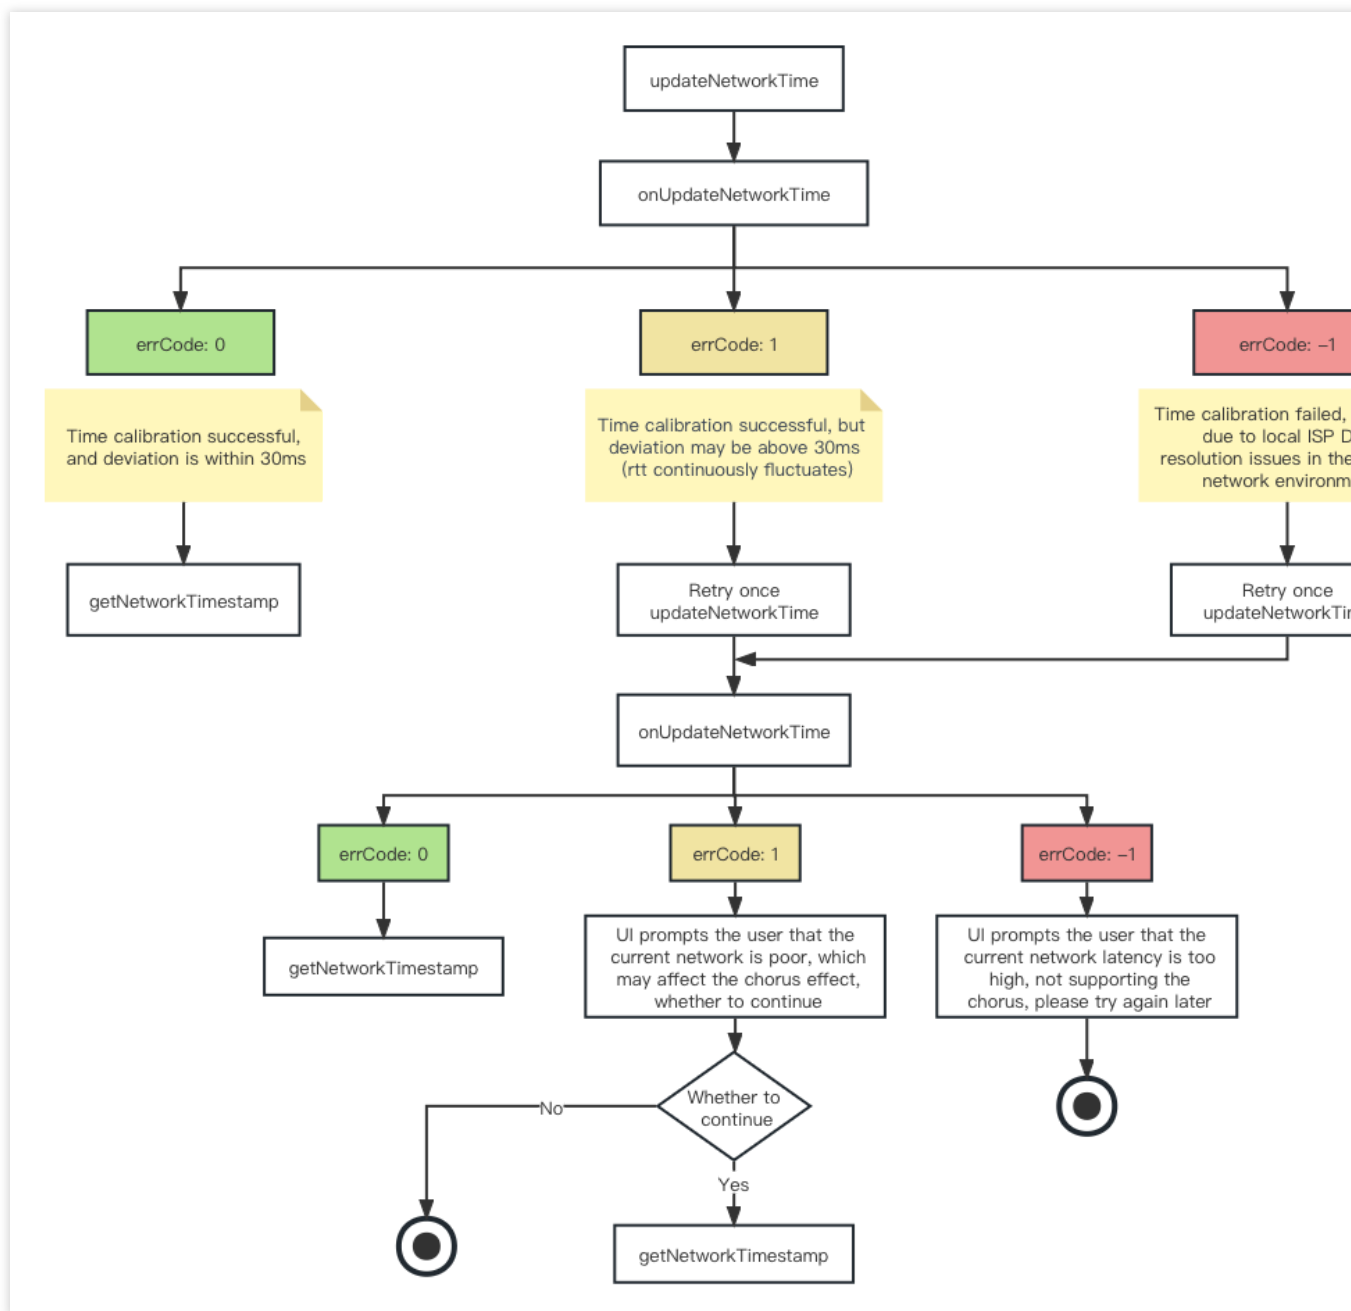 updateNetworkTime
onUpdateNetworkTime
errCode: 0
errCode: 1
errCode: -1
Time calibration successful,
and deviation is within 30ms
Time calibration successful, but
deviation may be above 30ms
(rtt continuously fluctuates)
Time calibration failed,
due to local ISP
resolution issues in the
network
getNetworkTimestamp
Retry once
updateNetworkTime
Retry once
onUpdateNetworkTime
errCode: 0
errCode: 1
errCode: -1
getNetworkTimestamp
UI prompts the user that the
current network is poor, which
may affect the chorus effect,
whether to continue
UI prompts the user that the
current network latency is too
high, not supporting the
chorus, please try again later
Whether to
continue
No
Yes
getNetworkTimestamp